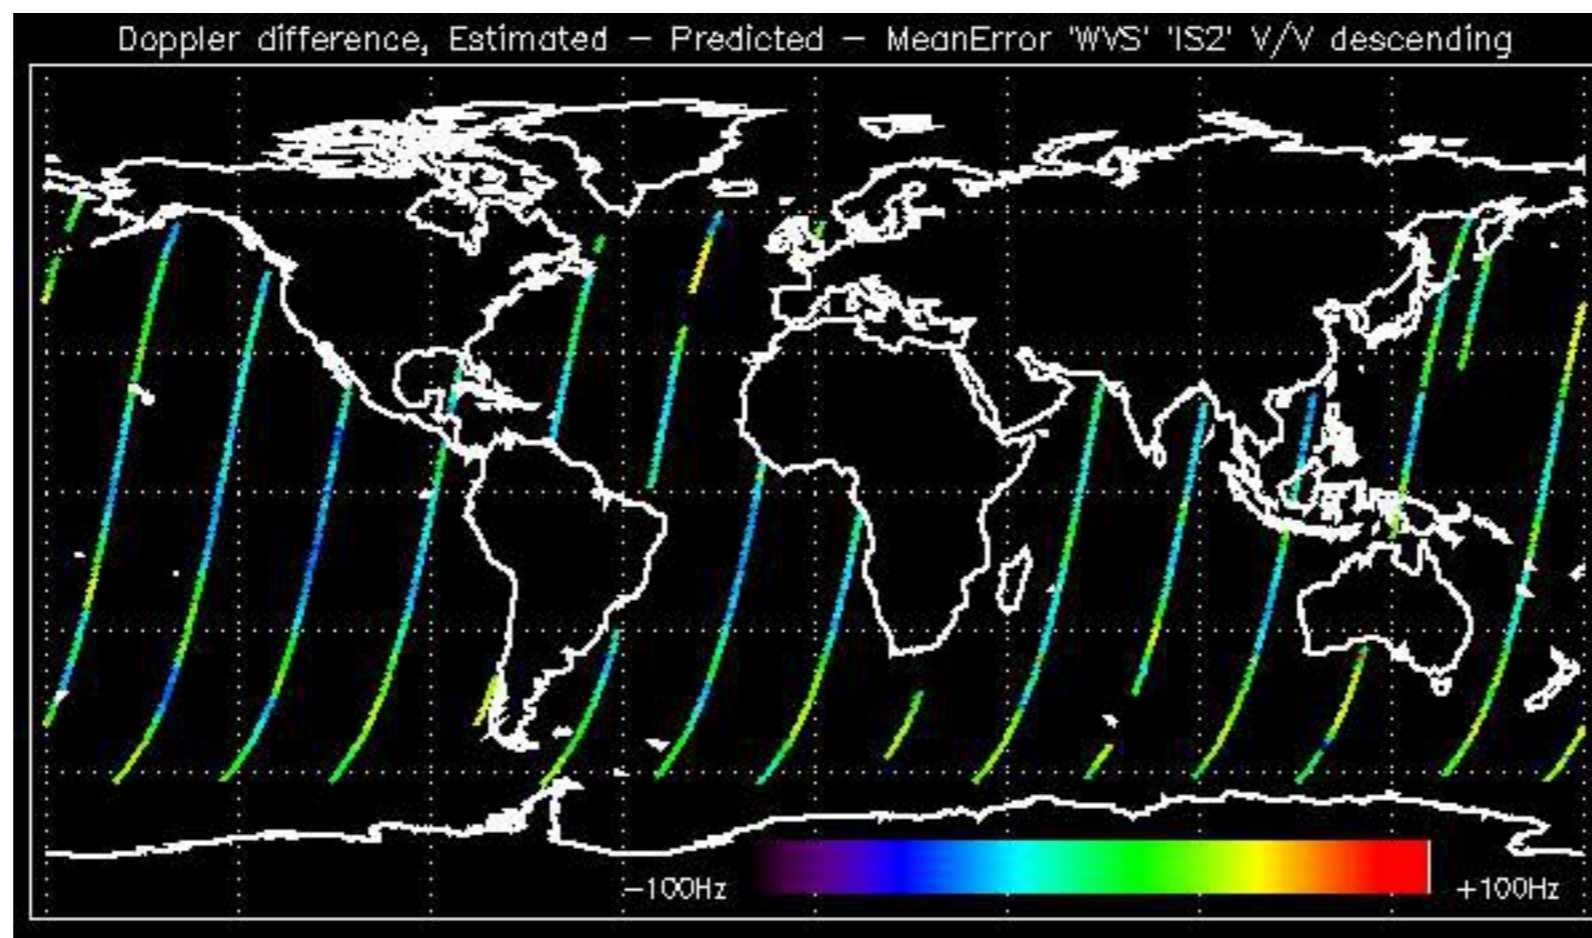 Doppler difference, Estimated – Predicted – MeanError 'WVS' 'IS2' V/V descending
–100Hz
+100Hz